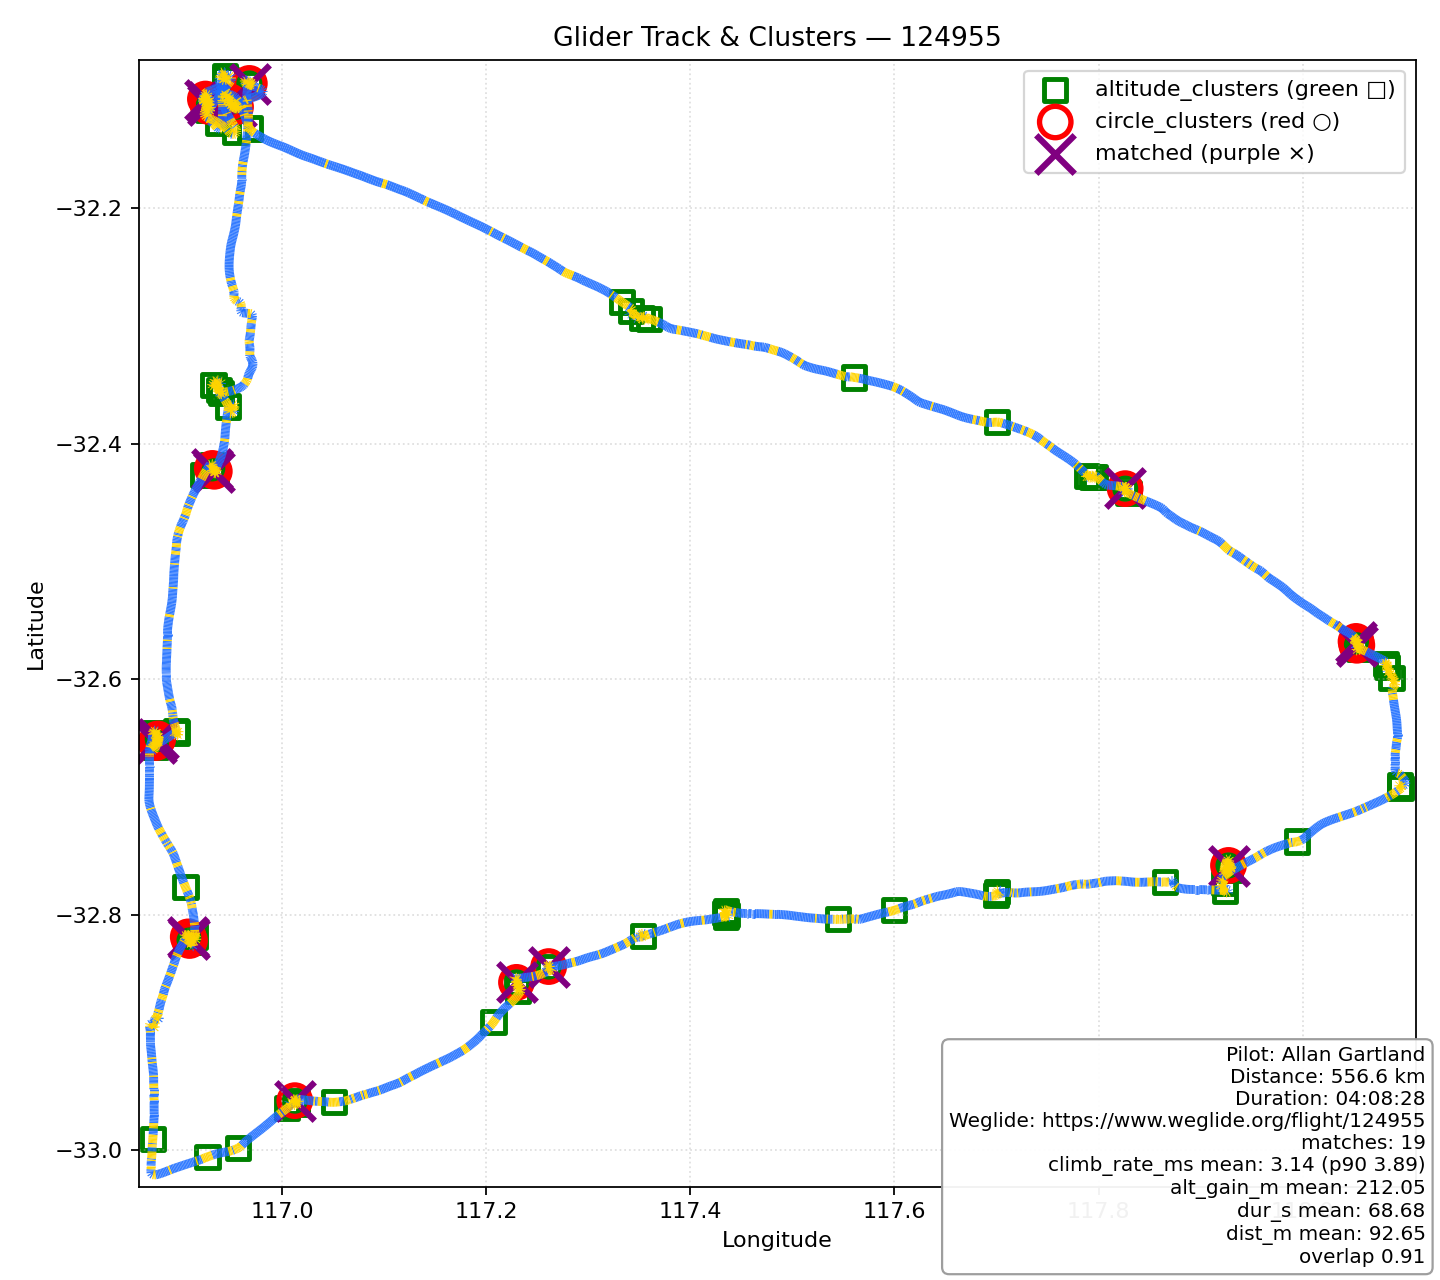 Glider Track & Clusters — 124955
altitude_clusters (green □)
circle_clusters (red ○)
matched (purple ×)
−32.2
−32.4
−32.6
−32.8
−33.0
Latitude
117.0
117.2
117.4
117.6
117.8
Longitude
Pilot: Allan Gartland
Distance: 556.6 km
Duration: 04:08:28
Weglide: https://www.weglide.org/flight/124955
matches: 19
climb_rate_ms mean: 3.14 (p90 3.89)
alt_gain_m mean: 212.05
dur_s mean: 68.68
dist_m mean: 92.65
overlap 0.91